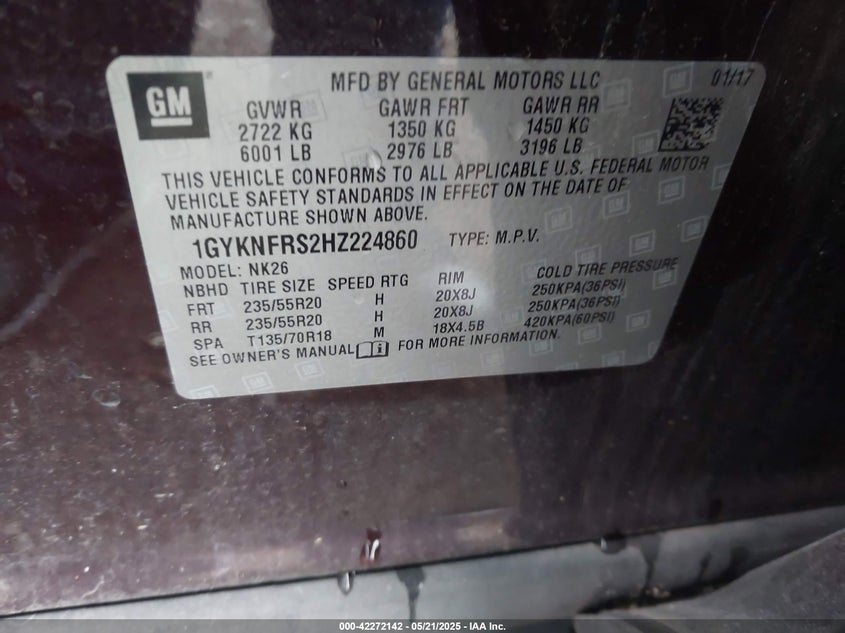 GM
MFD BY GENERAL MOTORS LLC 01/17
GVWR GAWR FRT GAWR RR
2722 KG 1350 KG 1450 KG
6001 LB 2976 LB 3196 LB
THIS VEHICLE CONFORMS TO ALL APPLICABLE U.S. FEDERAL MOTOR
VEHICLE SAFETY STANDARDS IN EFFECT ON THE DATE OF
MANUFACTURE SHOWN ABOVE.
1GYKNFRS2HZ224860 TYPE: M.P.V.
MODEL: NK26
NBHD TIRE SIZE SPEED RTG RIM COLD TIRE PRESSURE
FRT 235/55R20 H 20X8J 250KPA(36PSI)
RR 235/55R20 H 20X8J 250KPA(36PSI)
SPA T135/70R18 M 18X4.5B 420KPA(60PSI)
SEE OWNER'S MANUAL FOR MORE INFORMATION.
000-42272142 - 05/21/2025 - IAA Inc.